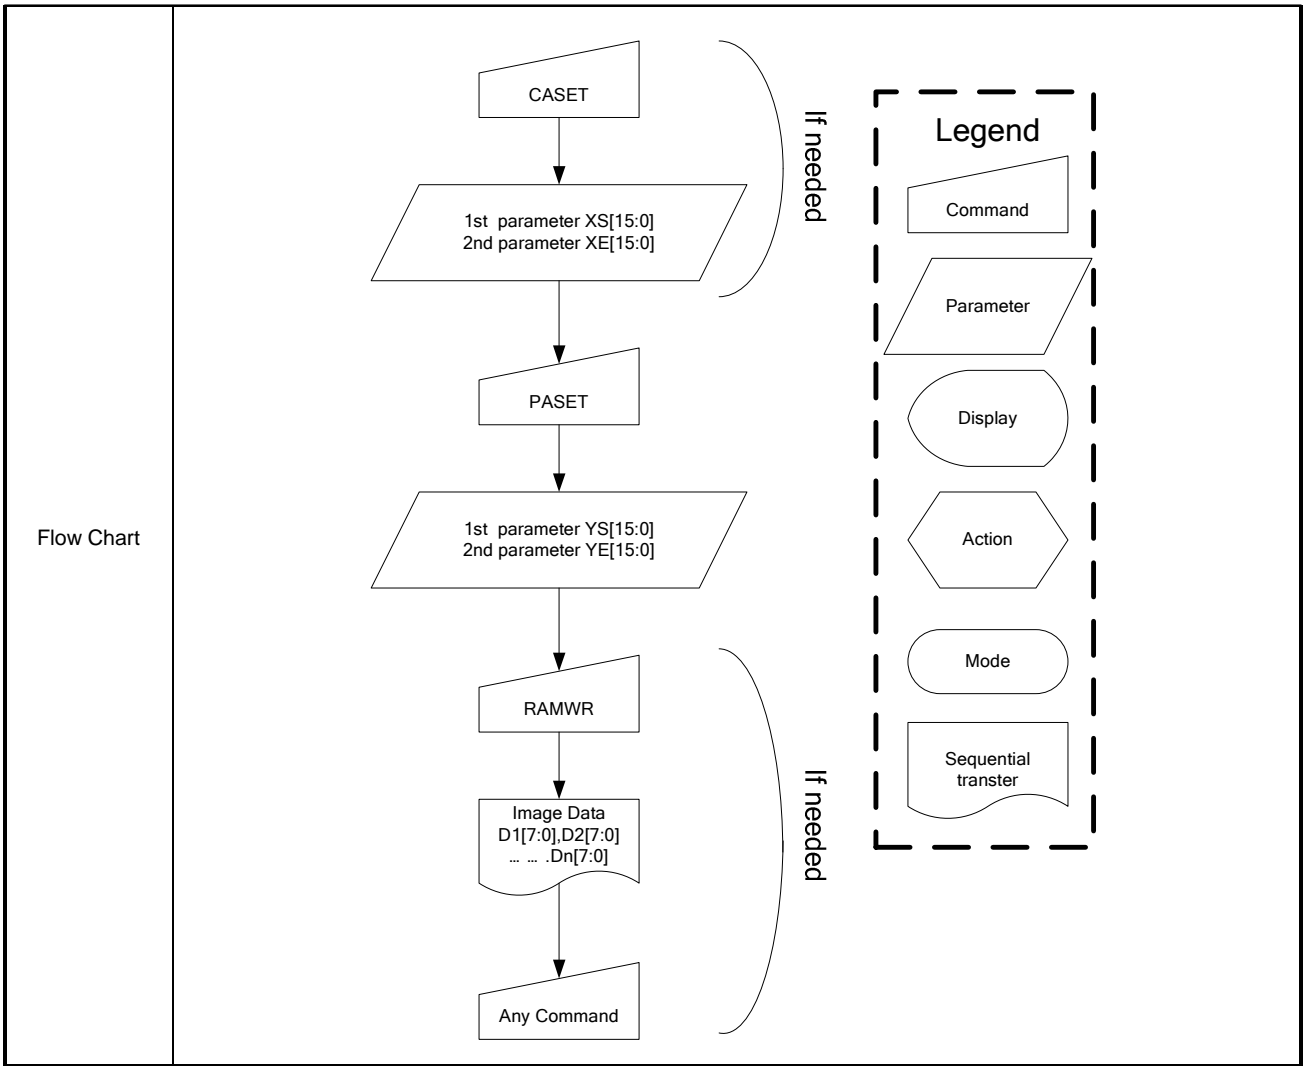 Flow Chart
CASET
1st parameter XS[15:0]
2nd parameter XE[15:0]
If needed
PASET
1st parameter YS[15:0]
2nd parameter YE[15:0]
RAMWR
Image Data
D1[7:0],D2[7:0]
... ... .Dn[7:0]
Any Command
If needed
Legend
Command
Parameter
Display
Action
Mode
Sequential
transter